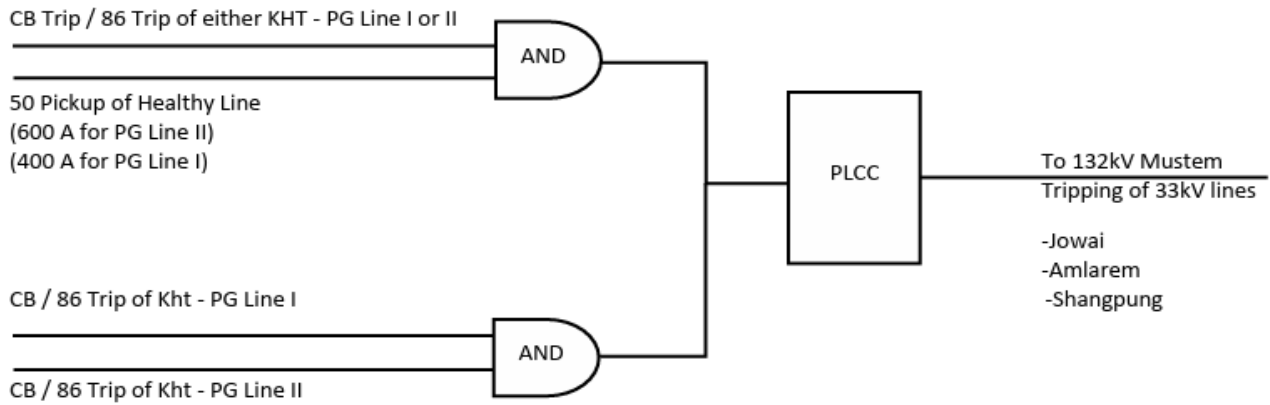 CB Trip / 86 Trip of either KHT - PG Line I or II
AND
50 Pickup of Healthy Line
(600 A for PG Line II)
(400 A for PG Line I)
PLCC
To 132kV Mustem
Tripping of 33kV lines
-Jowai
-Amlarem
-Shangpung
CB / 86 Trip of Kht - PG Line I
AND
CB / 86 Trip of Kht - PG Line II